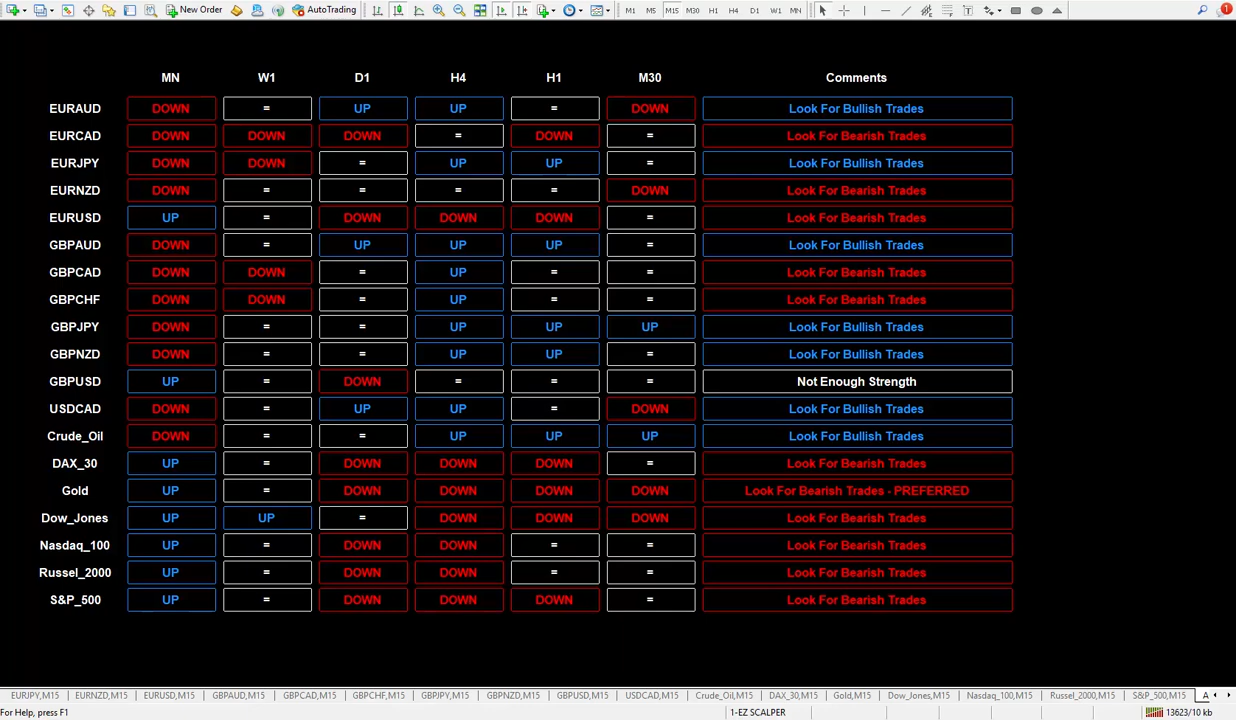 New Order AutoTrading M1 M5 M15 M30 H1 H4 D1 W1 MN 1
MN W1 D1 H4 H1 M30 Comments
EURAUD DOWN = UP UP = DOWN Look For Bullish Trades
EURCAD DOWN DOWN DOWN = DOWN = Look For Bearish Trades
EURJPY DOWN DOWN = UP UP = Look For Bullish Trades
EURNZD DOWN = = = = DOWN Look For Bearish Trades
EURUSD UP = DOWN DOWN DOWN = Look For Bearish Trades
GBPAUD DOWN = UP UP UP = Look For Bullish Trades
GBPCAD DOWN DOWN = UP = = Look For Bearish Trades
GBPCHF DOWN DOWN = UP = = Look For Bearish Trades
GBPJPY DOWN = = UP UP UP Look For Bullish Trades
GBPNZD DOWN = = UP UP = Look For Bullish Trades
GBPUSD UP = DOWN = = = Not Enough Strength
USDCAD DOWN = UP UP = DOWN Look For Bullish Trades
Crude_Oil DOWN = = UP UP UP Look For Bullish Trades
DAX_30 UP = DOWN DOWN DOWN = Look For Bearish Trades
Gold UP = DOWN DOWN DOWN DOWN Look For Bearish Trades - PREFERRED
Dow_Jones UP UP = DOWN DOWN DOWN Look For Bearish Trades
Nasdaq_100 UP = DOWN DOWN = = Look For Bearish Trades
Russel_2000 UP = DOWN DOWN = = Look For Bearish Trades
S&P_500 UP = DOWN DOWN DOWN = Look For Bearish Trades
EURJPY,M15 EURNZD,M15 EURUSD,M15 GBPAUD,M15 GBPCAD,M15 GBPCHF,M15 GBPJPY,M15 GBPNZD,M15 GBPUSD,M15 USDCAD,M15 Crude_Oil,M15 DAX_30,M15 Gold,M15 Dow_Jones,M15 Nasdaq_100,M15 Russel_2000,M15 S&P_500,M15 A
For Help, press F1 1-EZ SCALPER 13623/10 kb